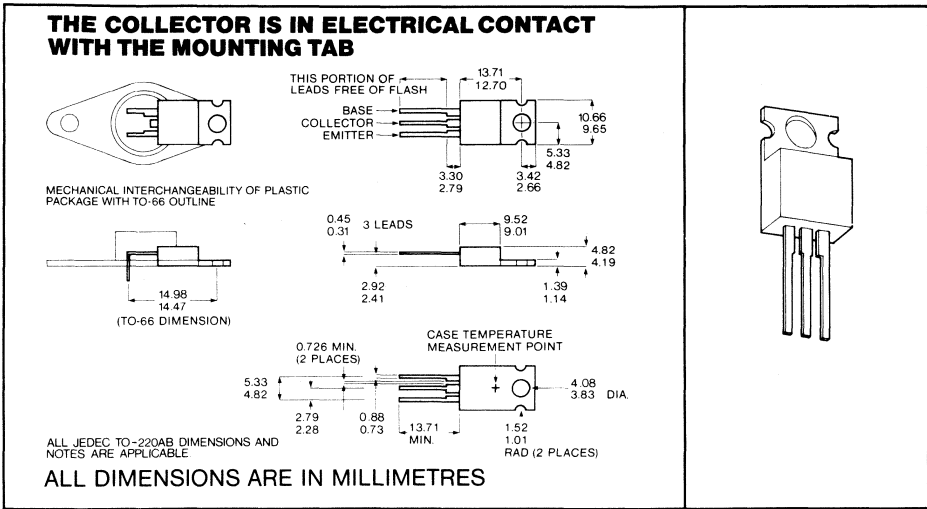 THE COLLECTOR IS IN ELECTRICAL CONTACT
WITH THE MOUNTING TAB
THIS PORTION OF
LEADS FREE OF FLASH
13.71
12.70
BASE
COLLECTOR
EMITTER
10.66
9.65
5.33
4.82
3.30
2.79
3.42
2.66
MECHANICAL INTERCHANGEABILITY OF PLASTIC
PACKAGE WITH TO-66 OUTLINE
0.45
0.31
3 LEADS
9.52
9.01
4.82
4.19
14.98
14.47
(TO-66 DIMENSION)
2.92
2.41
1.39
1.14
0.726 MIN.
(2 PLACES)
CASE TEMPERATURE
MEASUREMENT POINT
5.33
4.82
4.08
3.83 DIA.
2.79
2.28
0.88
0.73
13.71
MIN.
1.52
1.01
RAD (2 PLACES)
ALL JEDEC TO-220AB DIMENSIONS AND
NOTES ARE APPLICABLE
ALL DIMENSIONS ARE IN MILLIMETRES